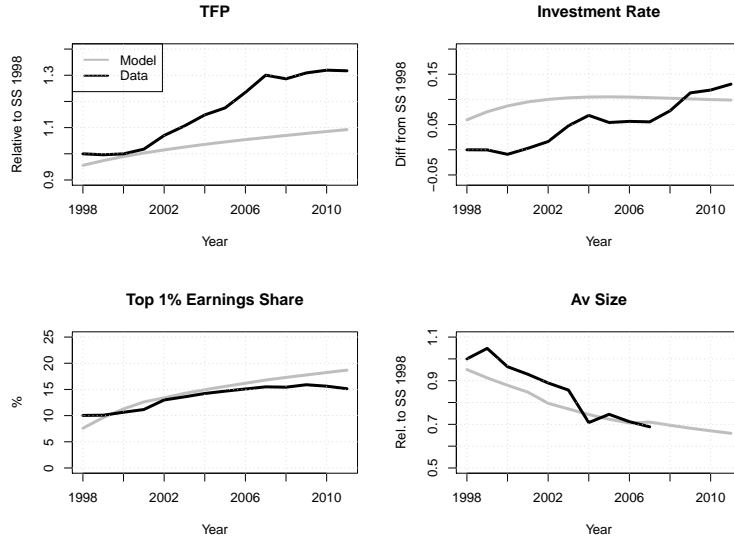 TFP
Relative to SS 1998
0.9 1.1 1.3
Model
Data
1998 2002 2006 2010
Year
Investment Rate
Diff from SS 1998
−0.05 0.05 0.15
1998 2002 2006 2010
Year
Top 1% Earnings Share
%
0 5 10 15 20 25
1998 2002 2006 2010
Year
Av Size
Rel. to SS 1998
0.5 0.7 0.9 1.1
1998 2002 2006 2010
Year